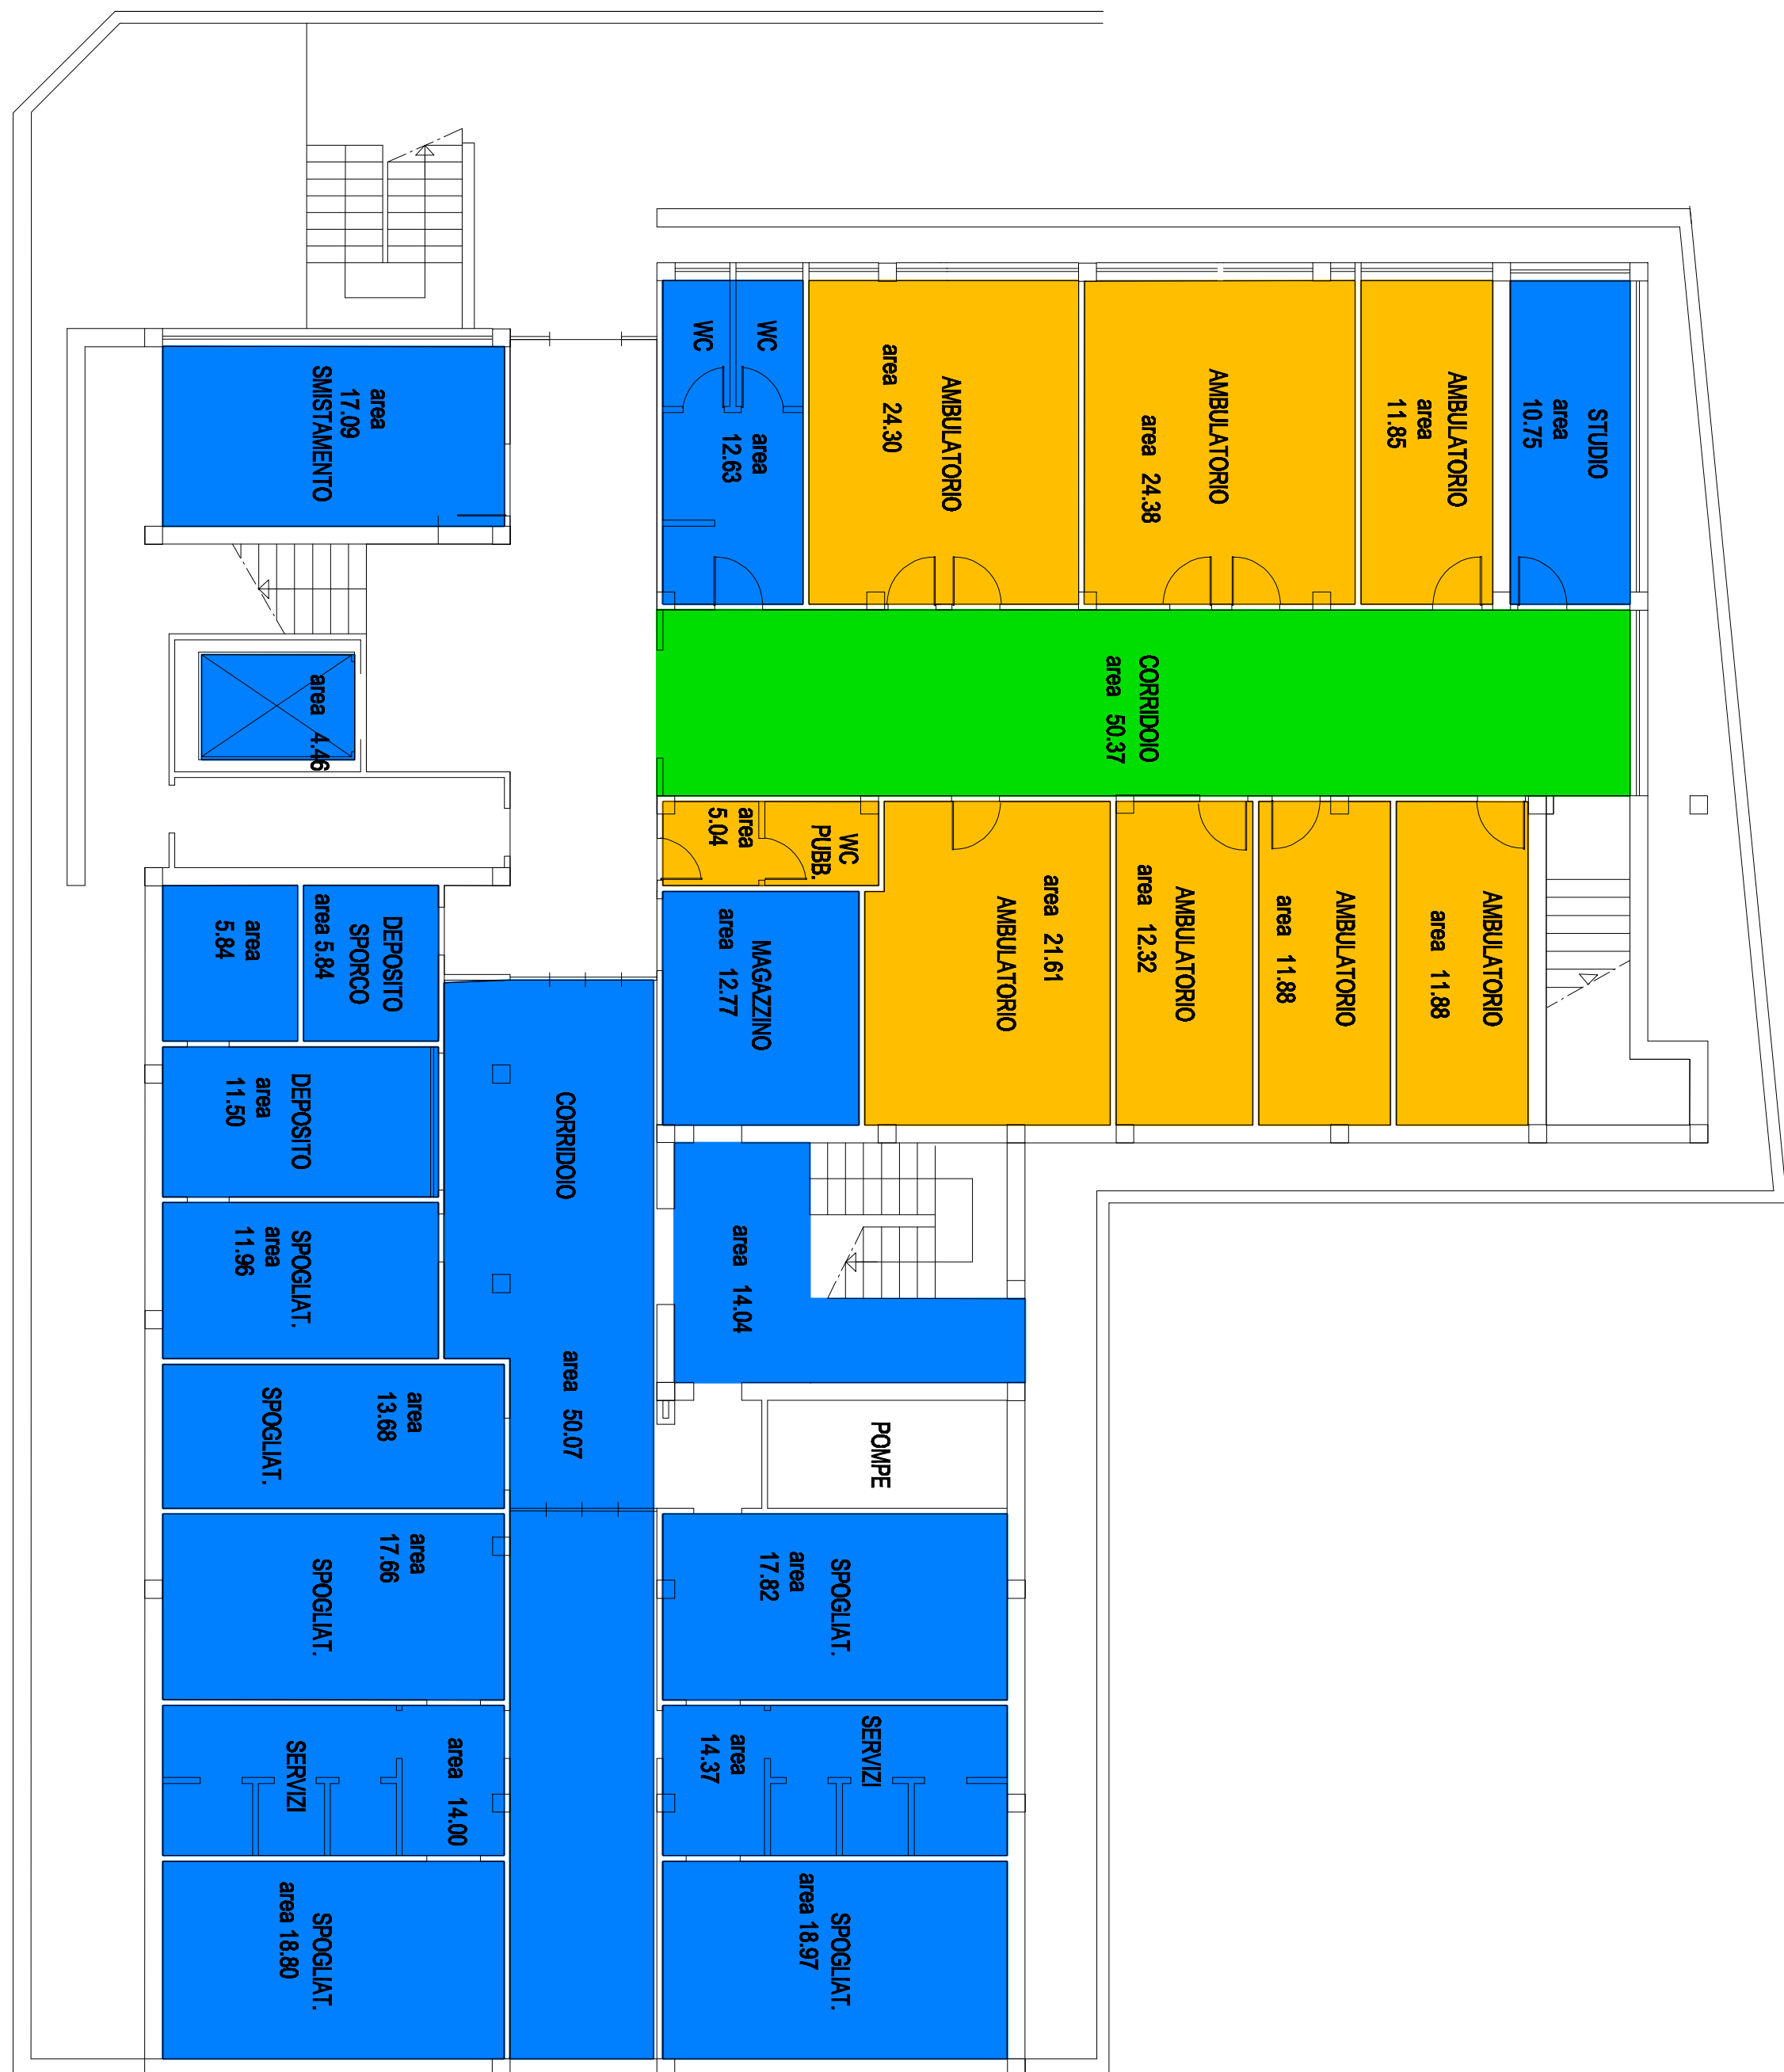 WC
WC
area
12.63
AMBULATORIO
area 24.30
AMBULATORIO
area 24.38
AMBULATORIO
area
11.85
STUDIO
area
10.75
area
17.09
SMISTAMENTO
area 4.46
CORRIDOIO
area 50.37
WC
PUBB.
area
5.04
MAGAZZINO
area 12.77
area 21.61
AMBULATORIO
AMBULATORIO
area 12.32
AMBULATORIO
area 11.88
AMBULATORIO
area 11.88
area
5.84
DEPOSITO
SPORCO
area 5.84
DEPOSITO
area
11.50
SPOGLIAT.
area
11.96
CORRIDOIO
area 50.07
area 14.04
POMPE
area
13.68
SPOGLIAT.
area
17.66
SPOGLIAT.
SPOGLIAT.
area
17.82
SERVIZI
area 14.00
SERVIZI
area
14.37
SPOGLIAT.
area 18.80
SPOGLIAT.
area 18.97